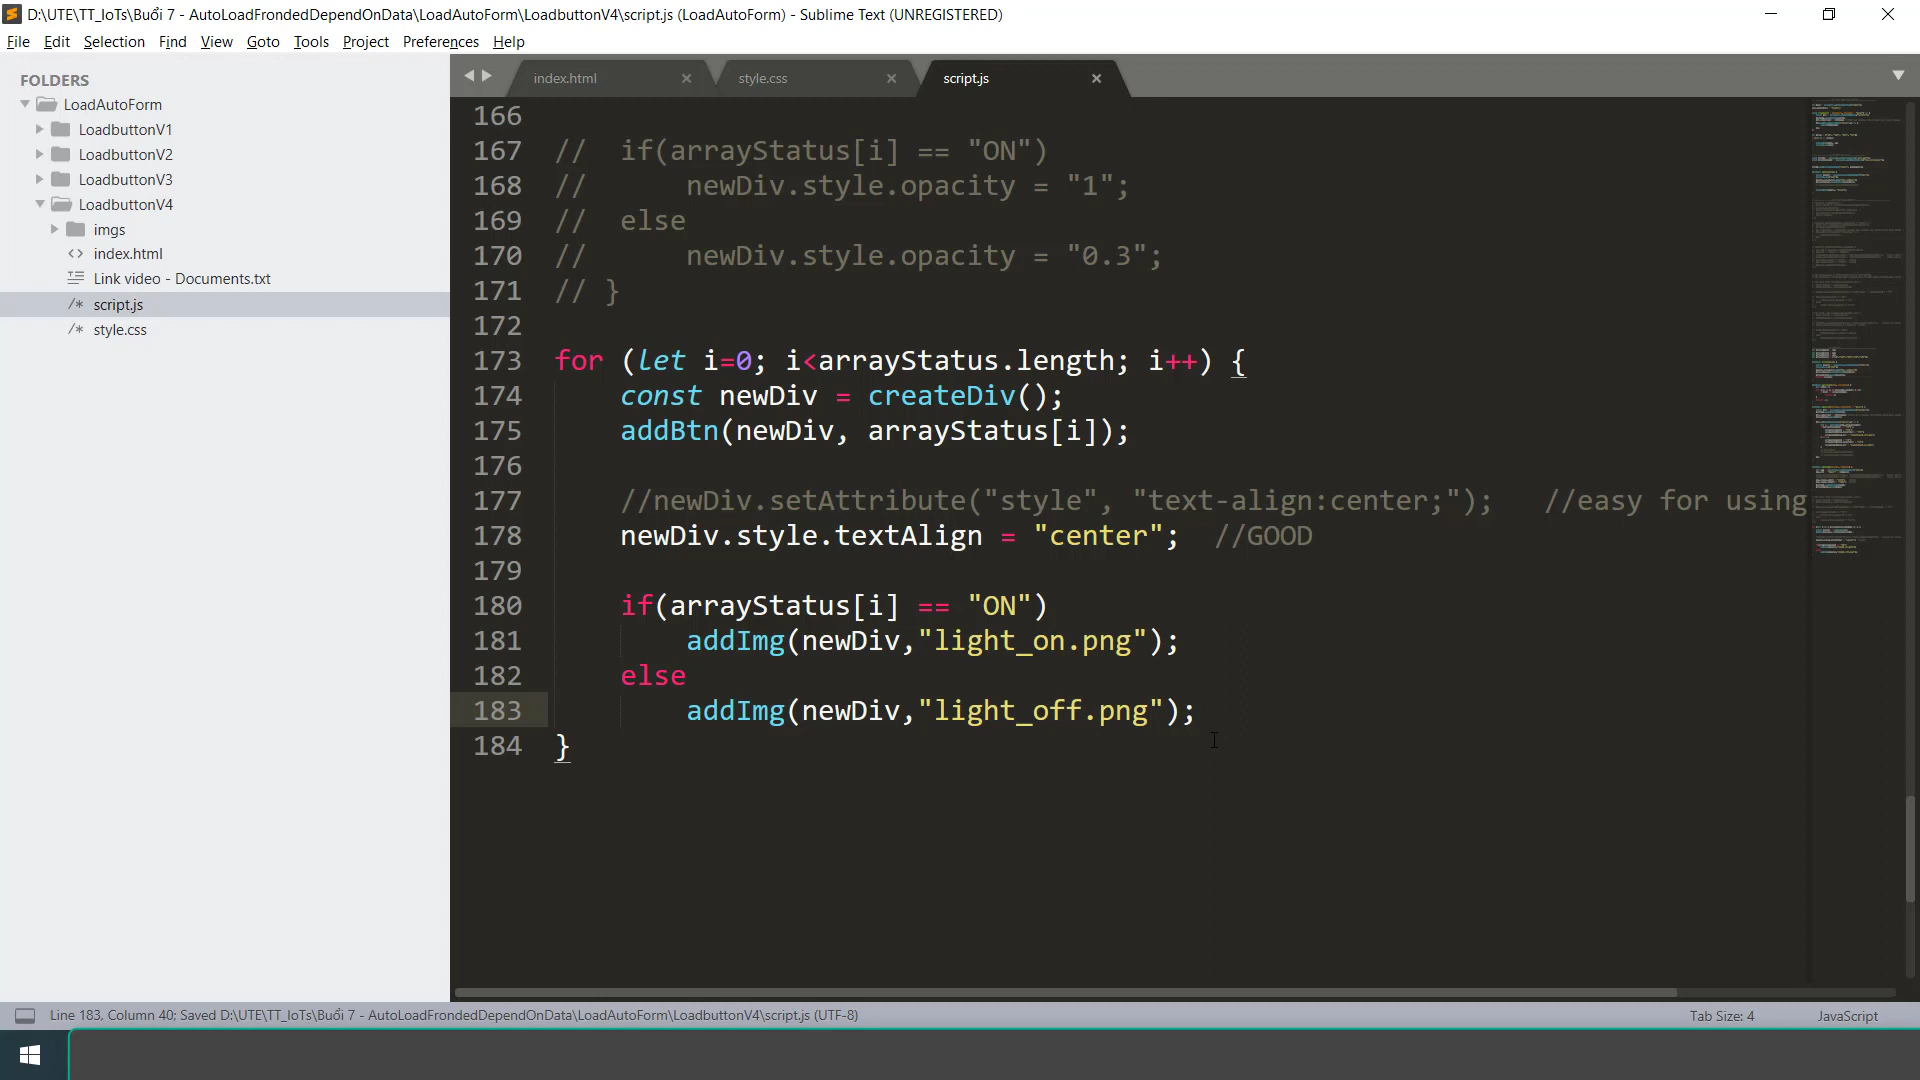 D:\UTE\TT_IoTs\Buổi 7 - AutoLoadFrondedDependOnData\LoadAutoForm\LoadbuttonV4\script.js (LoadAutoForm) - Sublime Text (UNREGISTERED)
File Edit Selection Find View Goto Tools Project Preferences Help
FOLDERS
LoadAutoForm
LoadbuttonV1
LoadbuttonV2
LoadbuttonV3
LoadbuttonV4
imgs
index.html
Link video - Documents.txt
script.js
style.css
index.html style.css script.js
166
167 //  if(arrayStatus[i] == "ON")
168 //      newDiv.style.opacity = "1";
169 //  else
170 //      newDiv.style.opacity = "0.3";
171 // }
172
173 for (let i=0; i<arrayStatus.length; i++) {
174     const newDiv = createDiv();
175     addBtn(newDiv, arrayStatus[i]);
176
177     //newDiv.setAttribute("style", "text-align:center;");   //easy for using
178     newDiv.style.textAlign = "center";  //GOOD
179
180     if(arrayStatus[i] == "ON")
181         addImg(newDiv,"light_on.png");
182     else
183         addImg(newDiv,"light_off.png");
184 }
Line 183, Column 40; Saved D:\UTE\TT_IoTs\Buổi 7 - AutoLoadFrondedDependOnData\LoadAutoForm\LoadbuttonV4\script.js (UTF-8) Tab Size: 4 JavaScript